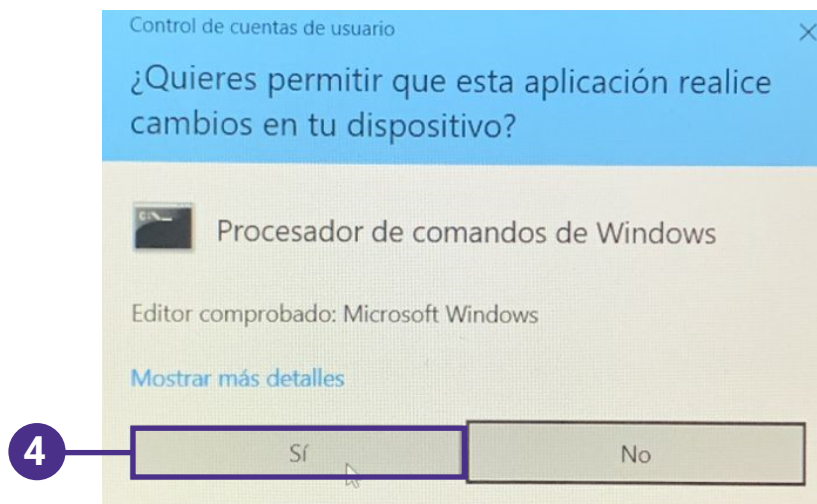 Control de cuentas de usuario
¿Quieres permitir que esta aplicación realice
cambios en tu dispositivo?
Procesador de comandos de Windows
Editor comprobado: Microsoft Windows
Mostrar más detalles
4
Sí
No